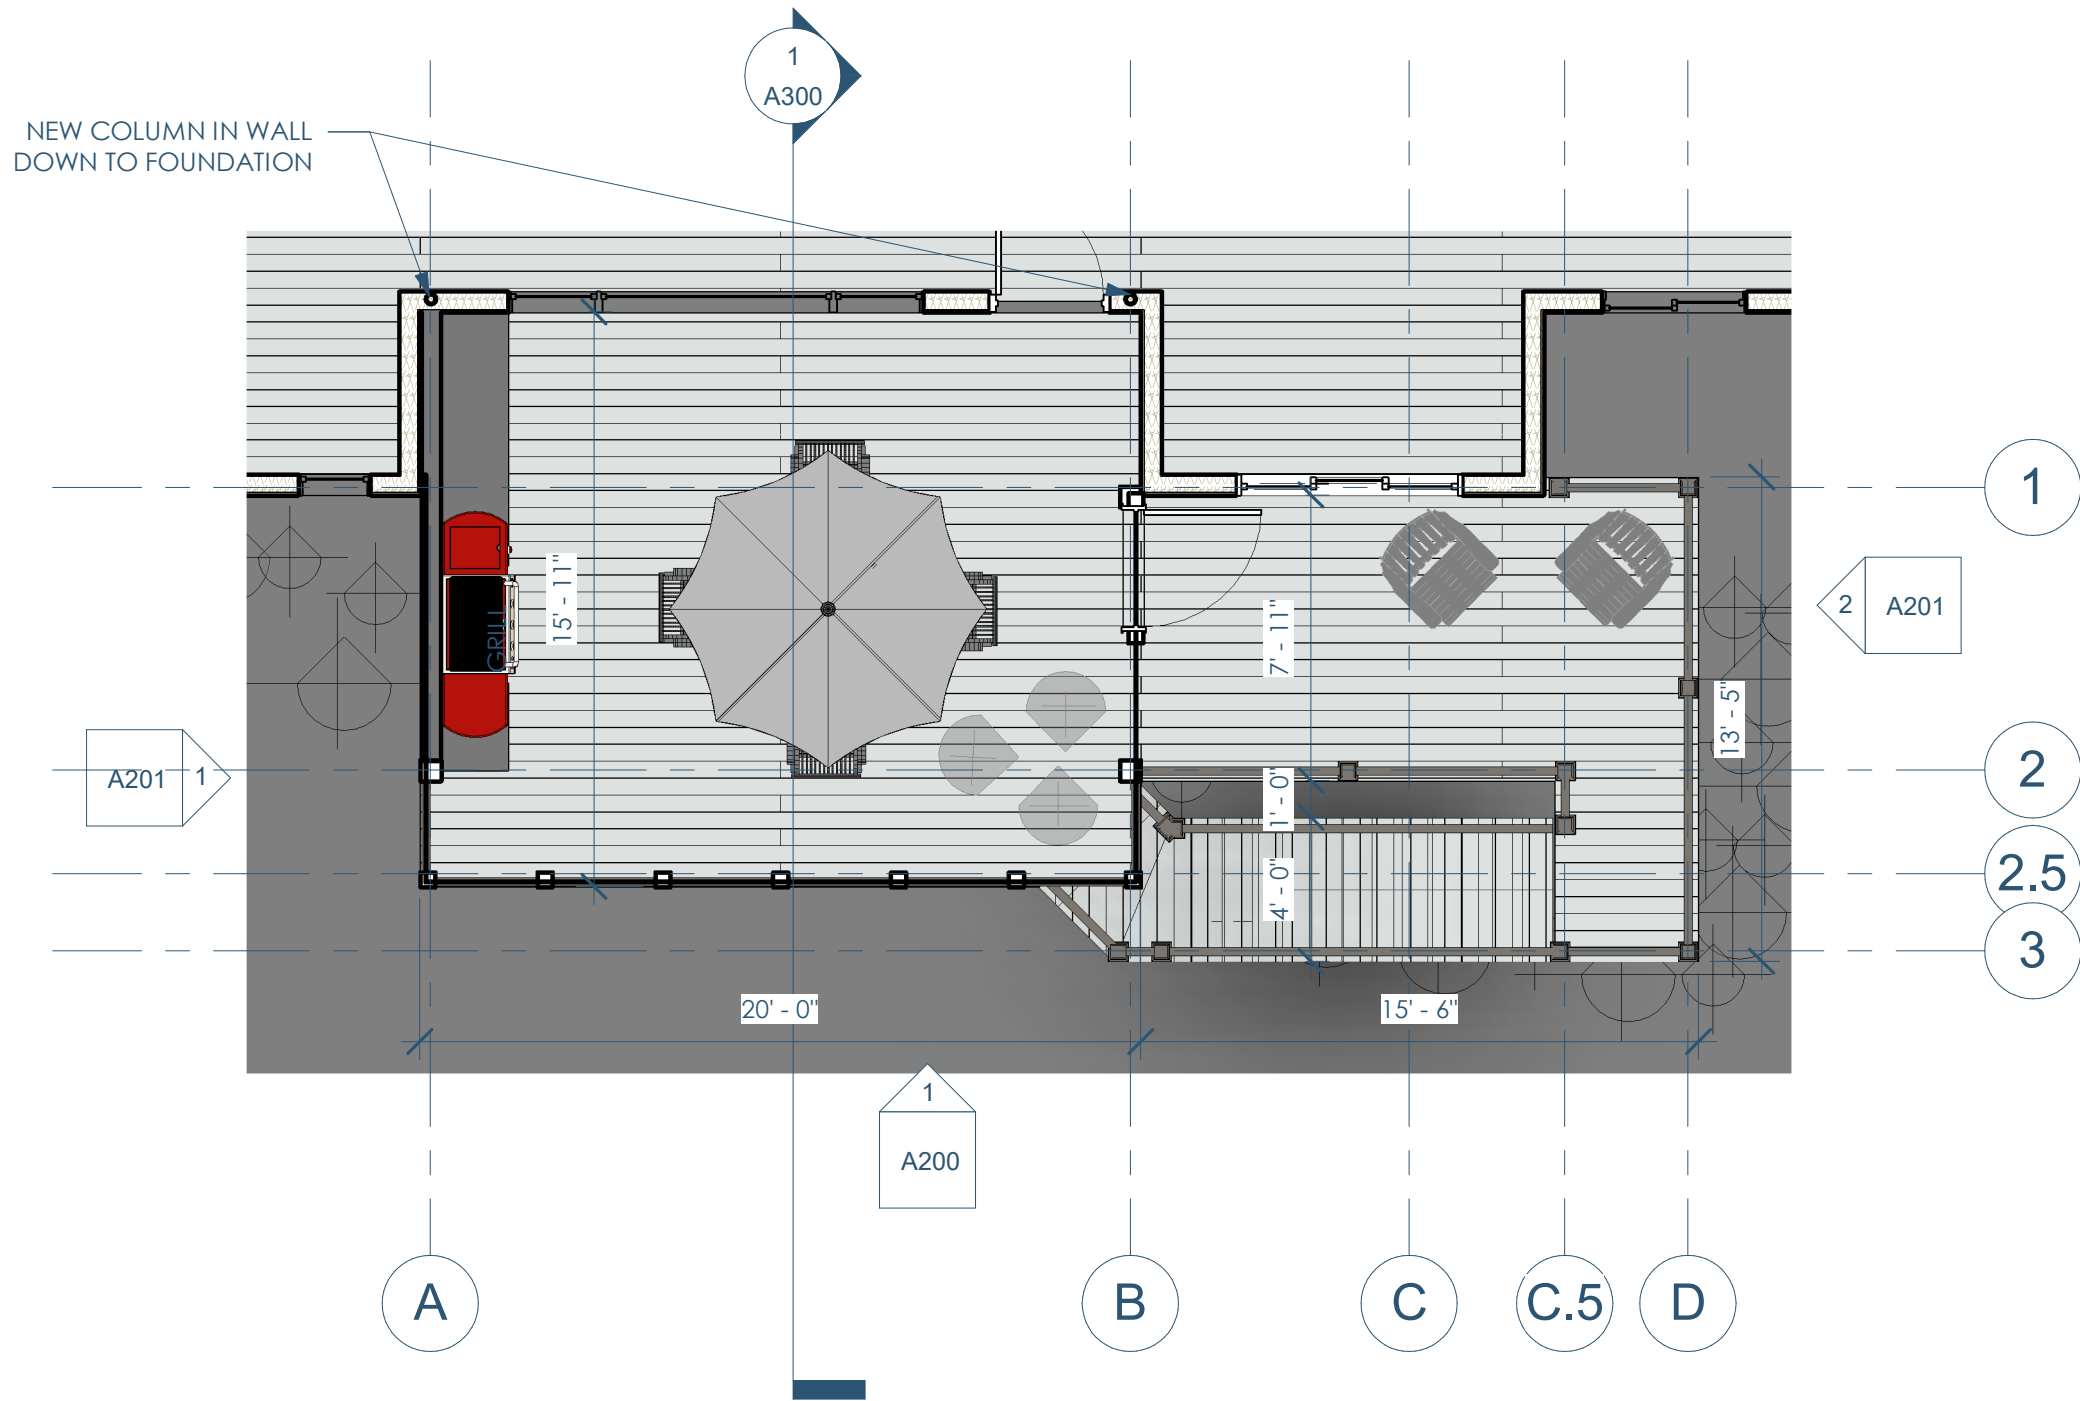 1
A300
NEW COLUMN IN WALL
DOWN TO FOUNDATION
1
GRILL
15' - 11"
7' - 11"
2
A201
13' - 5"
A201
1
2
1' - 0"
4' - 0"
2.5
3
20' - 0"
15' - 6"
1
A200
A
B
C
C.5
D